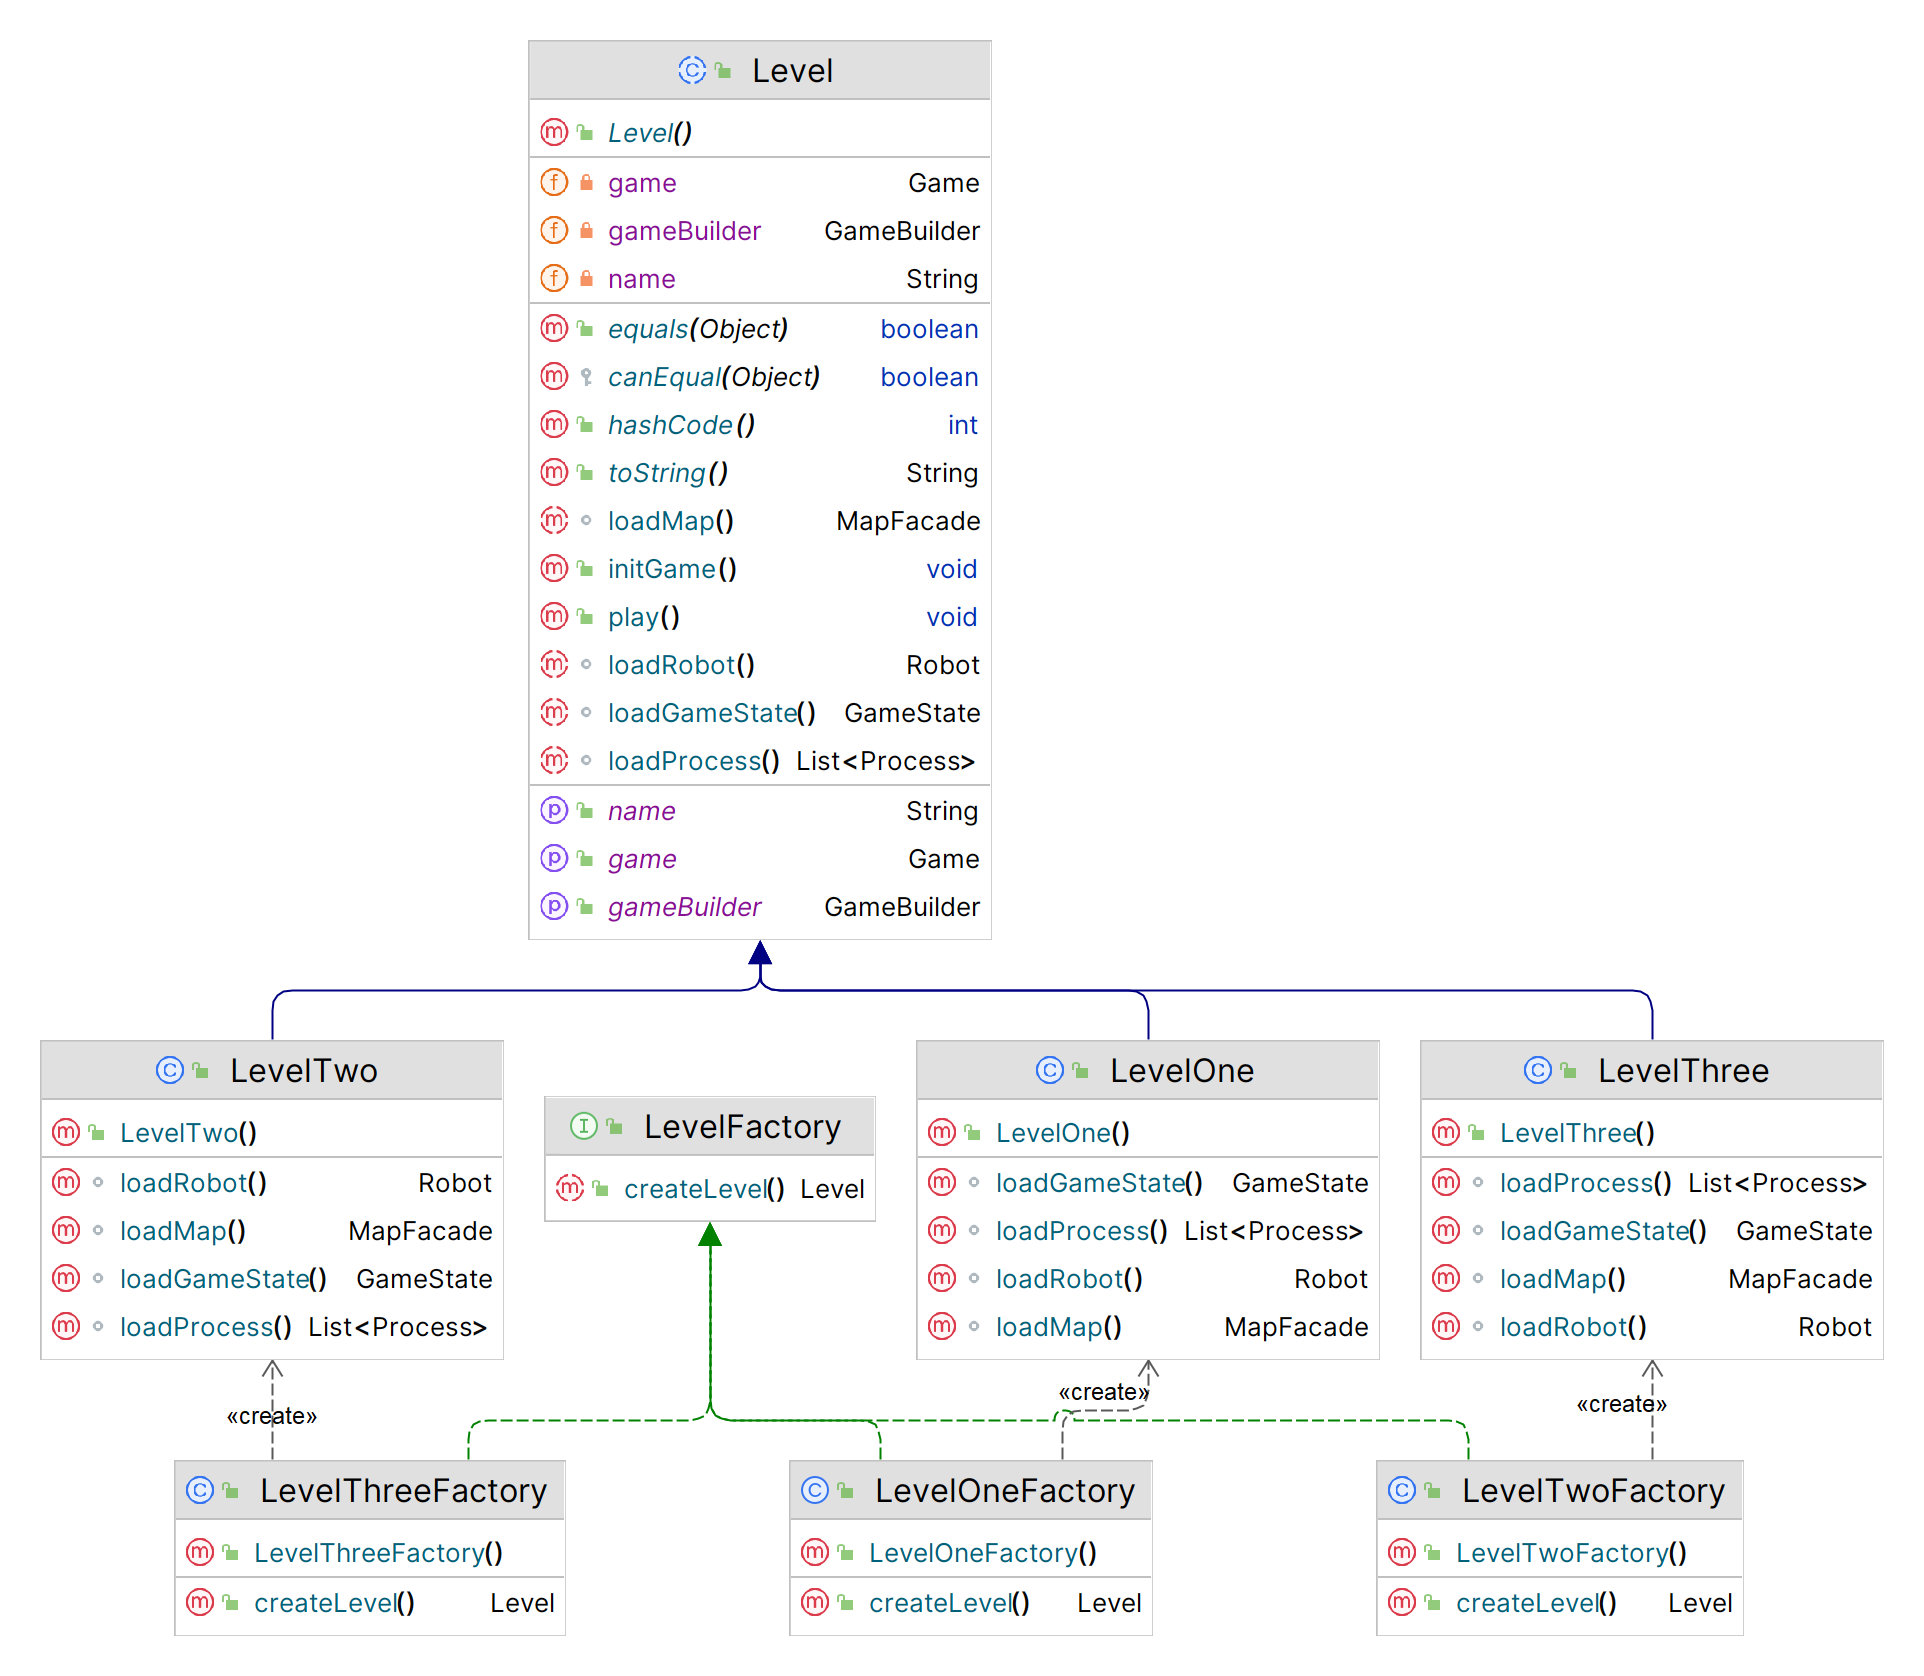 Level
Level()
game Game
gameBuilder GameBuilder
name String
equals(Object) boolean
canEqual(Object) boolean
hashCode() int
toString() String
loadMap() MapFacade
initGame() void
play() void
loadRobot() Robot
loadGameState() GameState
loadProcess() List<Process>
name String
game Game
gameBuilder GameBuilder
LevelTwo
LevelTwo()
loadRobot() Robot
loadMap() MapFacade
loadGameState() GameState
loadProcess() List<Process>
LevelFactory
createLevel() Level
LevelOne
LevelOne()
loadGameState() GameState
loadProcess() List<Process>
loadRobot() Robot
loadMap() MapFacade
LevelThree
LevelThree()
loadProcess() List<Process>
loadGameState() GameState
loadMap() MapFacade
loadRobot() Robot
«create»
«create»
«create»
LevelThreeFactory
LevelThreeFactory()
createLevel() Level
LevelOneFactory
LevelOneFactory()
createLevel() Level
LevelTwoFactory
LevelTwoFactory()
createLevel() Level